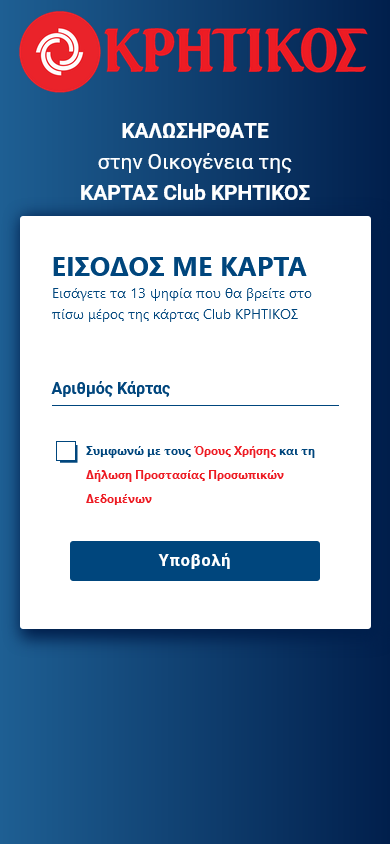 ΚΡΗΤΙΚΟΣ
ΚΑΛΩΣΗΡΘΑΤΕ
στην Οικογένεια της
ΚΑΡΤΑΣ Club ΚΡΗΤΙΚΟΣ
ΕΙΣΟΔΟΣ ΜΕ ΚΑΡΤΑ
Εισάγετε τα 13 ψηφία που θα βρείτε στο
πίσω μέρος της κάρτας Club ΚΡΗΤΙΚΟΣ
Αριθμός Κάρτας
Συμφωνώ με τους Όρους Χρήσης και τη
Δήλωση Προστασίας Προσωπικών
Δεδομένων
Υποβολή